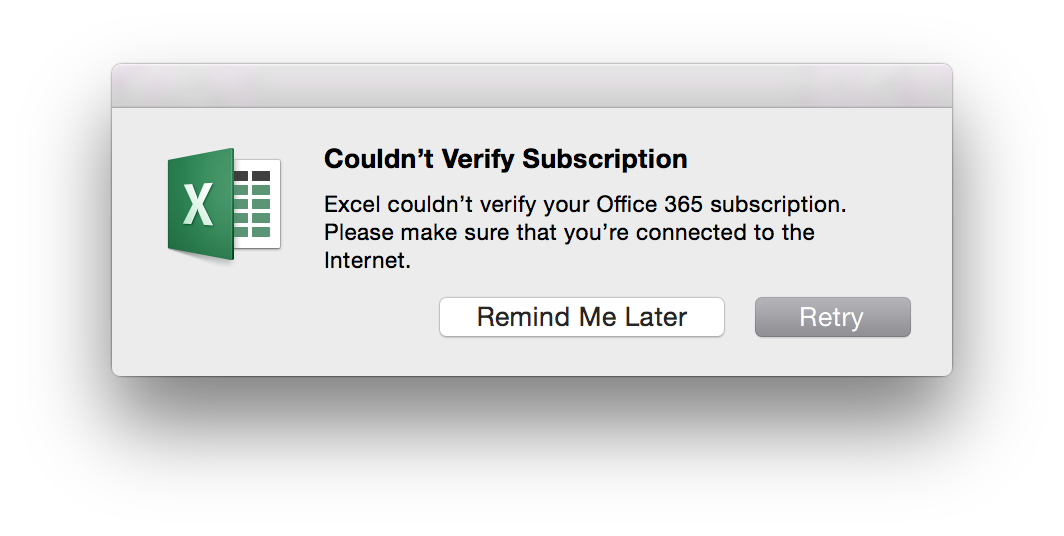 Couldn’t Verify Subscription
X
Excel couldn’t verify your Office 365 subscription.
Please make sure that you’re connected to the
Internet.
Remind Me Later
Retry